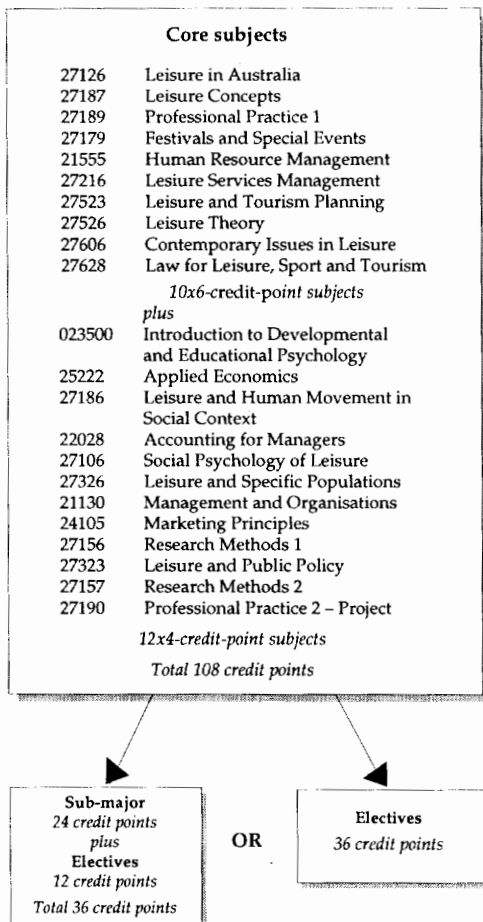 Core subjects
27126 Leisure in Australia
27187 Leisure Concepts
27189 Professional Practice 1
27179 Festivals and Special Events
21555 Human Resource Management
27216 Lesiure Services Management
27523 Leisure and Tourism Planning
27526 Leisure Theory
27606 Contemporary Issues in Leisure
27628 Law for Leisure, Sport and Tourism
10x6-credit-point subjects
plus
023500 Introduction to Developmental
and Educational Psychology
25222 Applied Economics
27186 Leisure and Human Movement in
Social Context
22028 Accounting for Managers
27106 Social Psychology of Leisure
27326 Leisure and Specific Populations
21130 Management and Organisations
24105 Marketing Principles
27156 Research Methods 1
27323 Leisure and Public Policy
27157 Research Methods 2
27190 Professional Practice 2 – Project
12x4-credit-point subjects
Total 108 credit points
Sub-major
24 credit points
plus
Electives
12 credit points
Total 36 credit points
OR
Electives
36 credit points